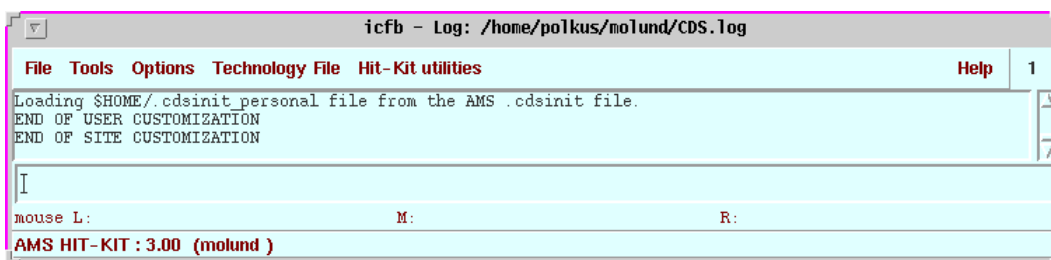 icfb - Log: /home/polkus/molund/CDS.log
File Tools Options Technology File Hit-Kit utilities Help 1
Loading $HOME/.cdsinit_personal file from the AMS .cdsinit file.
END OF USER CUSTOMIZATION
END OF SITE CUSTOMIZATION
mouse L: M: R:
AMS HIT-KIT : 3.00 (molund )